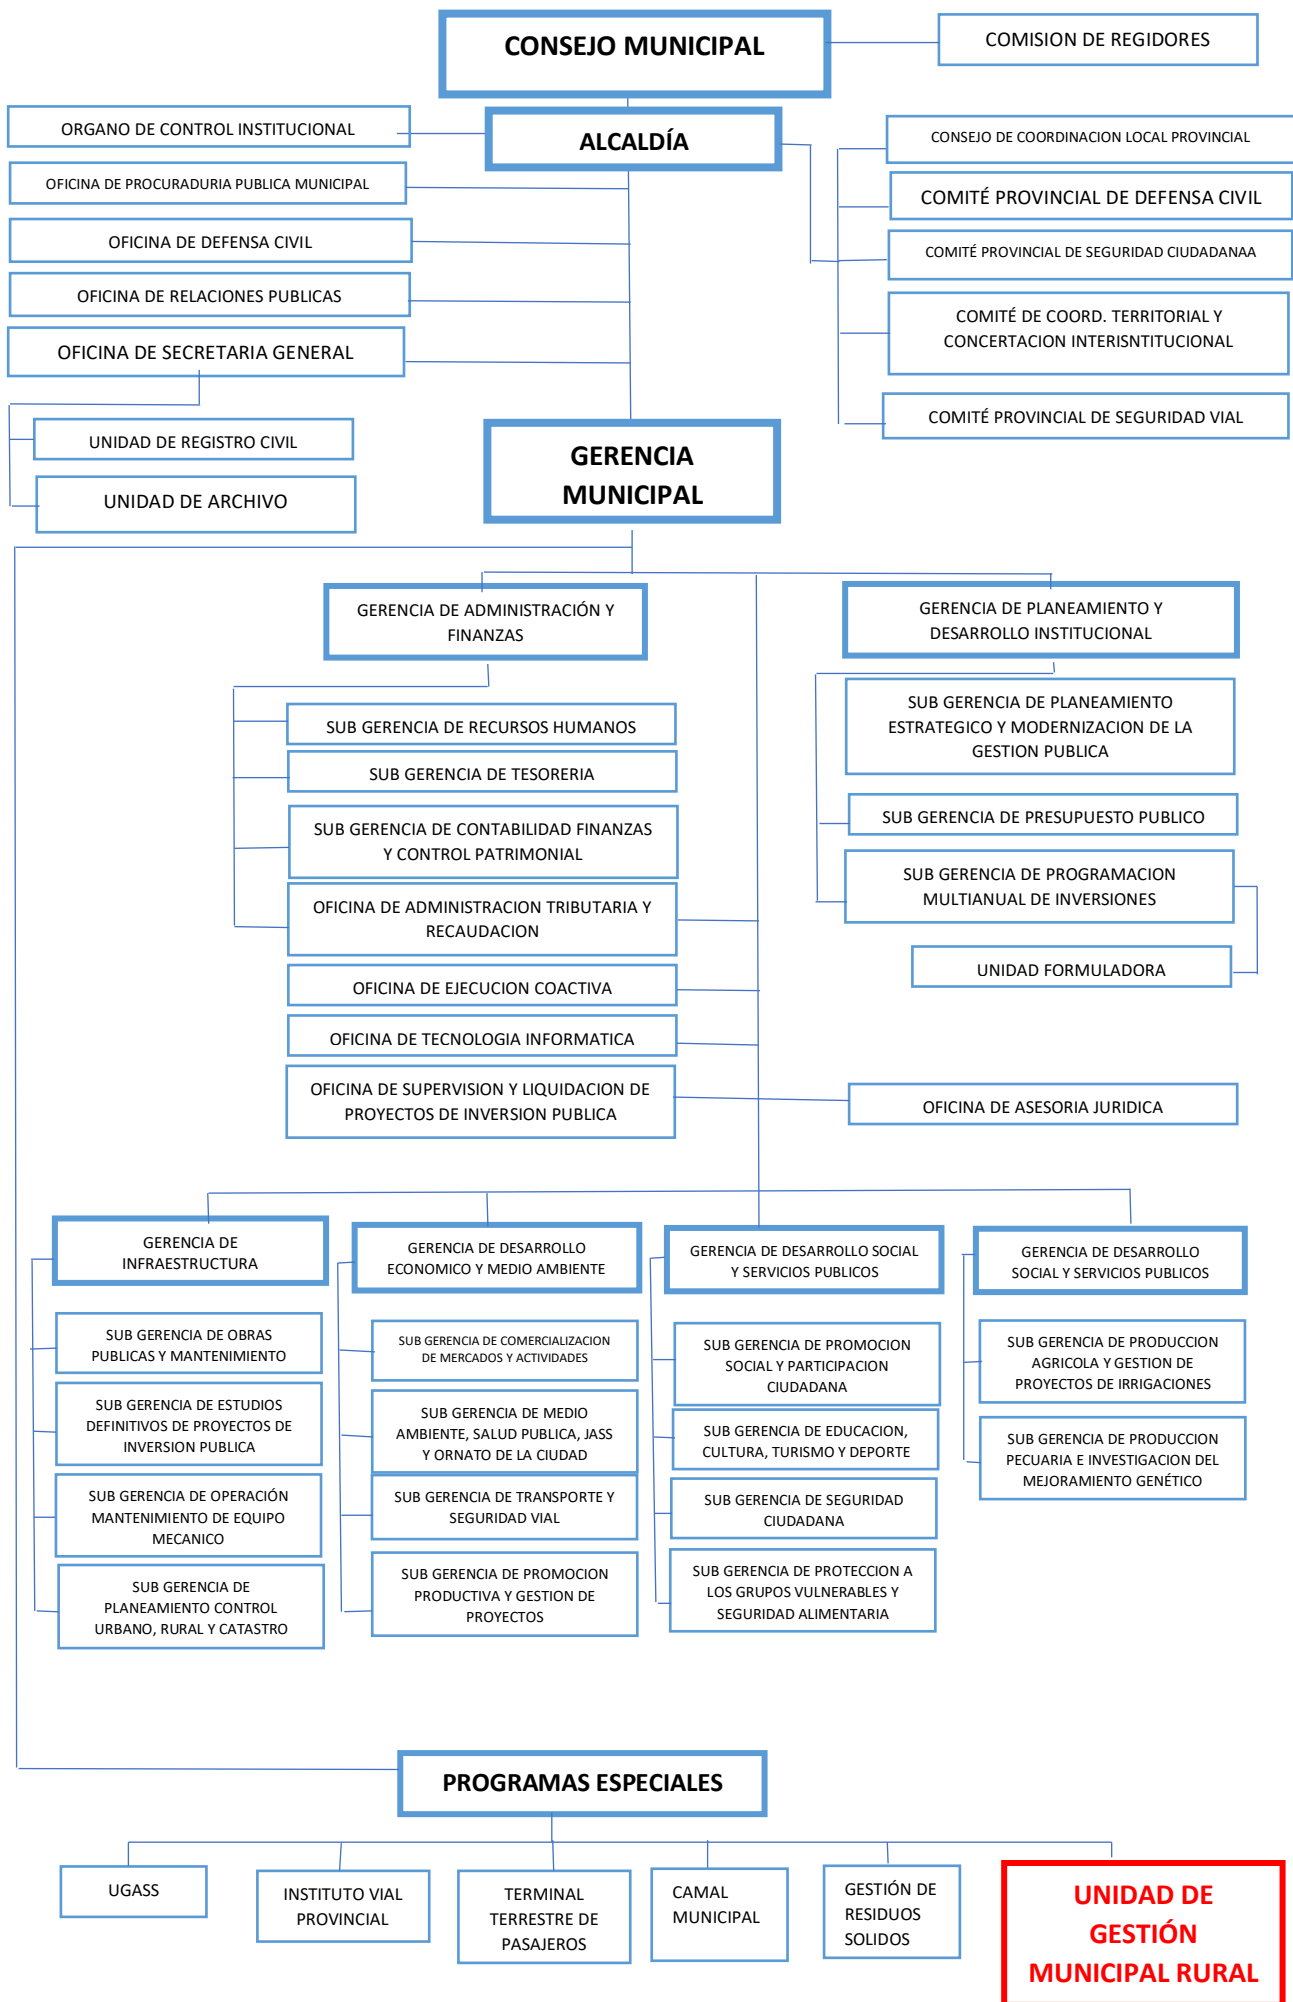 CONSEJO MUNICIPAL
COMISION DE REGIDORES
ORGANO DE CONTROL INSTITUCIONAL
ALCALDÍA
CONSEJO DE COORDINACION LOCAL PROVINCIAL
OFICINA DE PROCURADURIA PUBLICA MUNICIPAL
COMITÉ PROVINCIAL DE DEFENSA CIVIL
OFICINA DE DEFENSA CIVIL
COMITÉ PROVINCIAL DE SEGURIDAD CIUDADANAA
OFICINA DE RELACIONES PUBLICAS
COMITÉ DE COORD. TERRITORIAL Y
CONCERTACION INTERISNTITUCIONAL
OFICINA DE SECRETARIA GENERAL
COMITÉ PROVINCIAL DE SEGURIDAD VIAL
UNIDAD DE REGISTRO CIVIL
UNIDAD DE ARCHIVO
GERENCIA
MUNICIPAL
GERENCIA DE ADMINISTRACIÓN Y
FINANZAS
GERENCIA DE PLANEAMIENTO Y
DESARROLLO INSTITUCIONAL
SUB GERENCIA DE RECURSOS HUMANOS
SUB GERENCIA DE TESORERIA
SUB GERENCIA DE CONTABILIDAD FINANZAS
Y CONTROL PATRIMONIAL
OFICINA DE ADMINISTRACION TRIBUTARIA Y
RECAUDACION
OFICINA DE EJECUCION COACTIVA
OFICINA DE TECNOLOGIA INFORMATICA
OFICINA DE SUPERVISION Y LIQUIDACION DE
PROYECTOS DE INVERSION PUBLICA
SUB GERENCIA DE PLANEAMIENTO
ESTRATEGICO Y MODERNIZACION DE LA
GESTION PUBLICA
SUB GERENCIA DE PRESUPUESTO PUBLICO
SUB GERENCIA DE PROGRAMACION
MULTIANUAL DE INVERSIONES
UNIDAD FORMULADORA
OFICINA DE ASESORIA JURIDICA
GERENCIA DE
INFRAESTRUCTURA
SUB GERENCIA DE OBRAS
PUBLICAS Y MANTENIMIENTO
SUB GERENCIA DE ESTUDIOS
DEFINITIVOS DE PROYECTOS DE
INVERSION PUBLICA
SUB GERENCIA DE OPERACIÓN
MANTENIMIENTO DE EQUIPO
MECANICO
SUB GERENCIA DE
PLANEAMIENTO CONTROL
URBANO, RURAL Y CATASTRO
GERENCIA DE DESARROLLO
ECONOMICO Y MEDIO AMBIENTE
SUB GERENCIA DE COMERCIALIZACION
DE MERCADOS Y ACTIVIDADES
SUB GERENCIA DE MEDIO
AMBIENTE, SALUD PUBLICA, JASS
Y ORNATO DE LA CIUDAD
SUB GERENCIA DE TRANSPORTE Y
SEGURIDAD VIAL
SUB GERENCIA DE PROMOCION
PRODUCTIVA Y GESTION DE
PROYECTOS
GERENCIA DE DESARROLLO SOCIAL
Y SERVICIOS PUBLICOS
SUB GERENCIA DE PROMOCION
SOCIAL Y PARTICIPACION
CIUDADANA
SUB GERENCIA DE EDUCACION,
CULTURA, TURISMO Y DEPORTE
SUB GERENCIA DE SEGURIDAD
CIUDADANA
SUB GERENCIA DE PROTECCION A
LOS GRUPOS VULNERABLES Y
SEGURIDAD ALIMENTARIA
GERENCIA DE DESARROLLO
SOCIAL Y SERVICIOS PUBLICOS
SUB GERENCIA DE PRODUCCION
AGRICOLA Y GESTION DE
PROYECTOS DE IRRIGACIONES
SUB GERENCIA DE PRODUCCION
PECUARIA E INVESTIGACION DEL
MEJORAMIENTO GENÉTICO
PROGRAMAS ESPECIALES
UGASS
INSTITUTO VIAL
PROVINCIAL
TERMINAL
TERRESTRE DE
PASAJEROS
CAMAL
MUNICIPAL
GESTIÓN DE
RESIDUOS
SOLIDOS
UNIDAD DE
GESTIÓN
MUNICIPAL RURAL